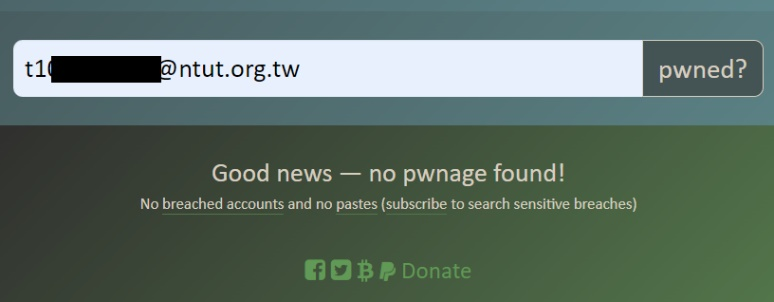 t10 @ntut.org.tw
pwned?
Good news — no pwnage found!
No breached accounts and no pastes (subscribe to search sensitive breaches)
Donate